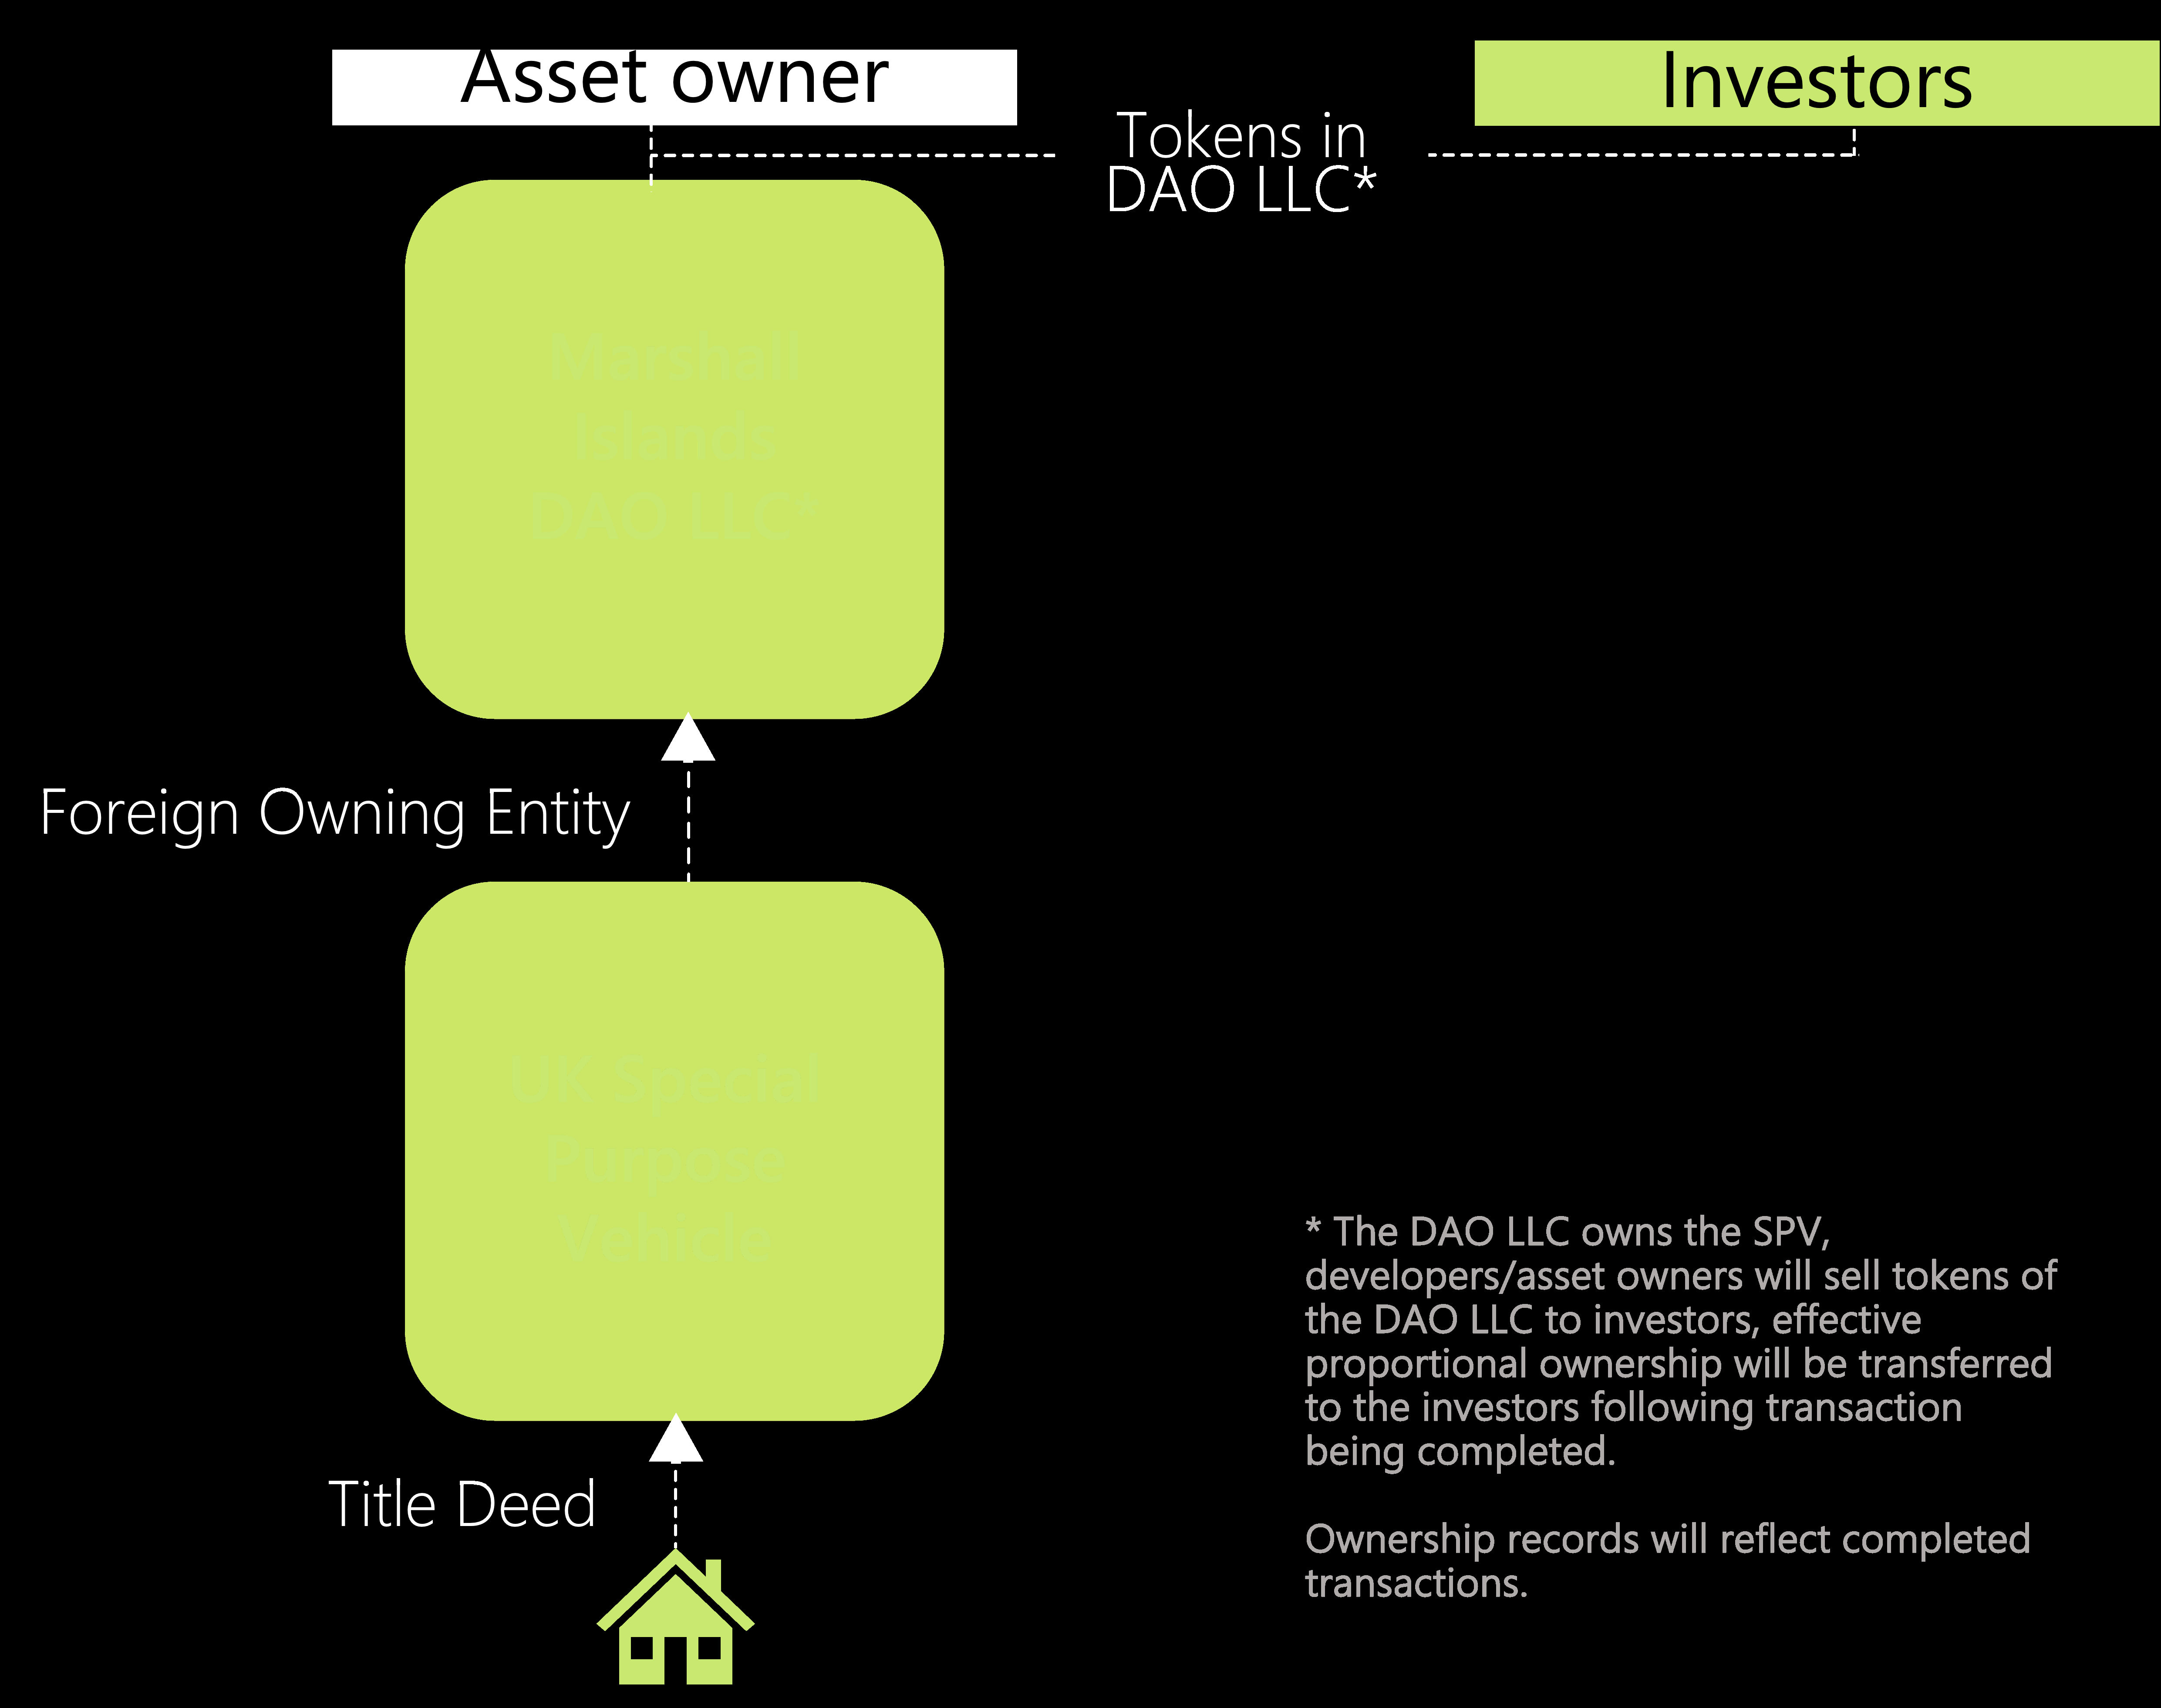 Asset owner
Investors
Tokens in
DAO LLC*
Marshall
Islands
DAO LLC*
Foreign Owning Entity
UK Special
Purpose
Vehicle
Title Deed
* The DAO LLC owns the SPV,
developers/asset owners will sell tokens of
the DAO LLC to investors, effective
proportional ownership will be transferred
to the investors following transaction
being completed.
Ownership records will reflect completed
transactions.